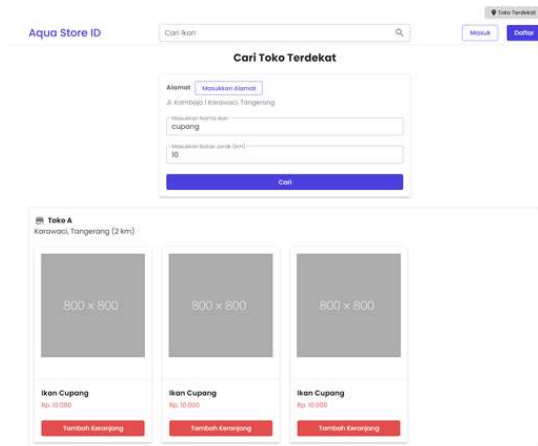 Toko Terdekat
Aqua Store ID
Cari Ikan
Masuk
Daftar
Cari Toko Terdekat
Alamat
Masukkan Alamat
Jl. Kamboja 1 Karawaci, Tangerang
Masukkan Nama Ikan
cupang
Masukkan Batas Jarak (km)
10
Cari
Toko A
Karawaci, Tangerang (2 km)
800 × 800
800 × 800
800 × 800
Ikan Cupang
Ikan Cupang
Ikan Cupang
Rp. 10.000
Rp. 10.000
Rp. 10.000
Tambah Keranjang
Tambah Keranjang
Tambah Keranjang